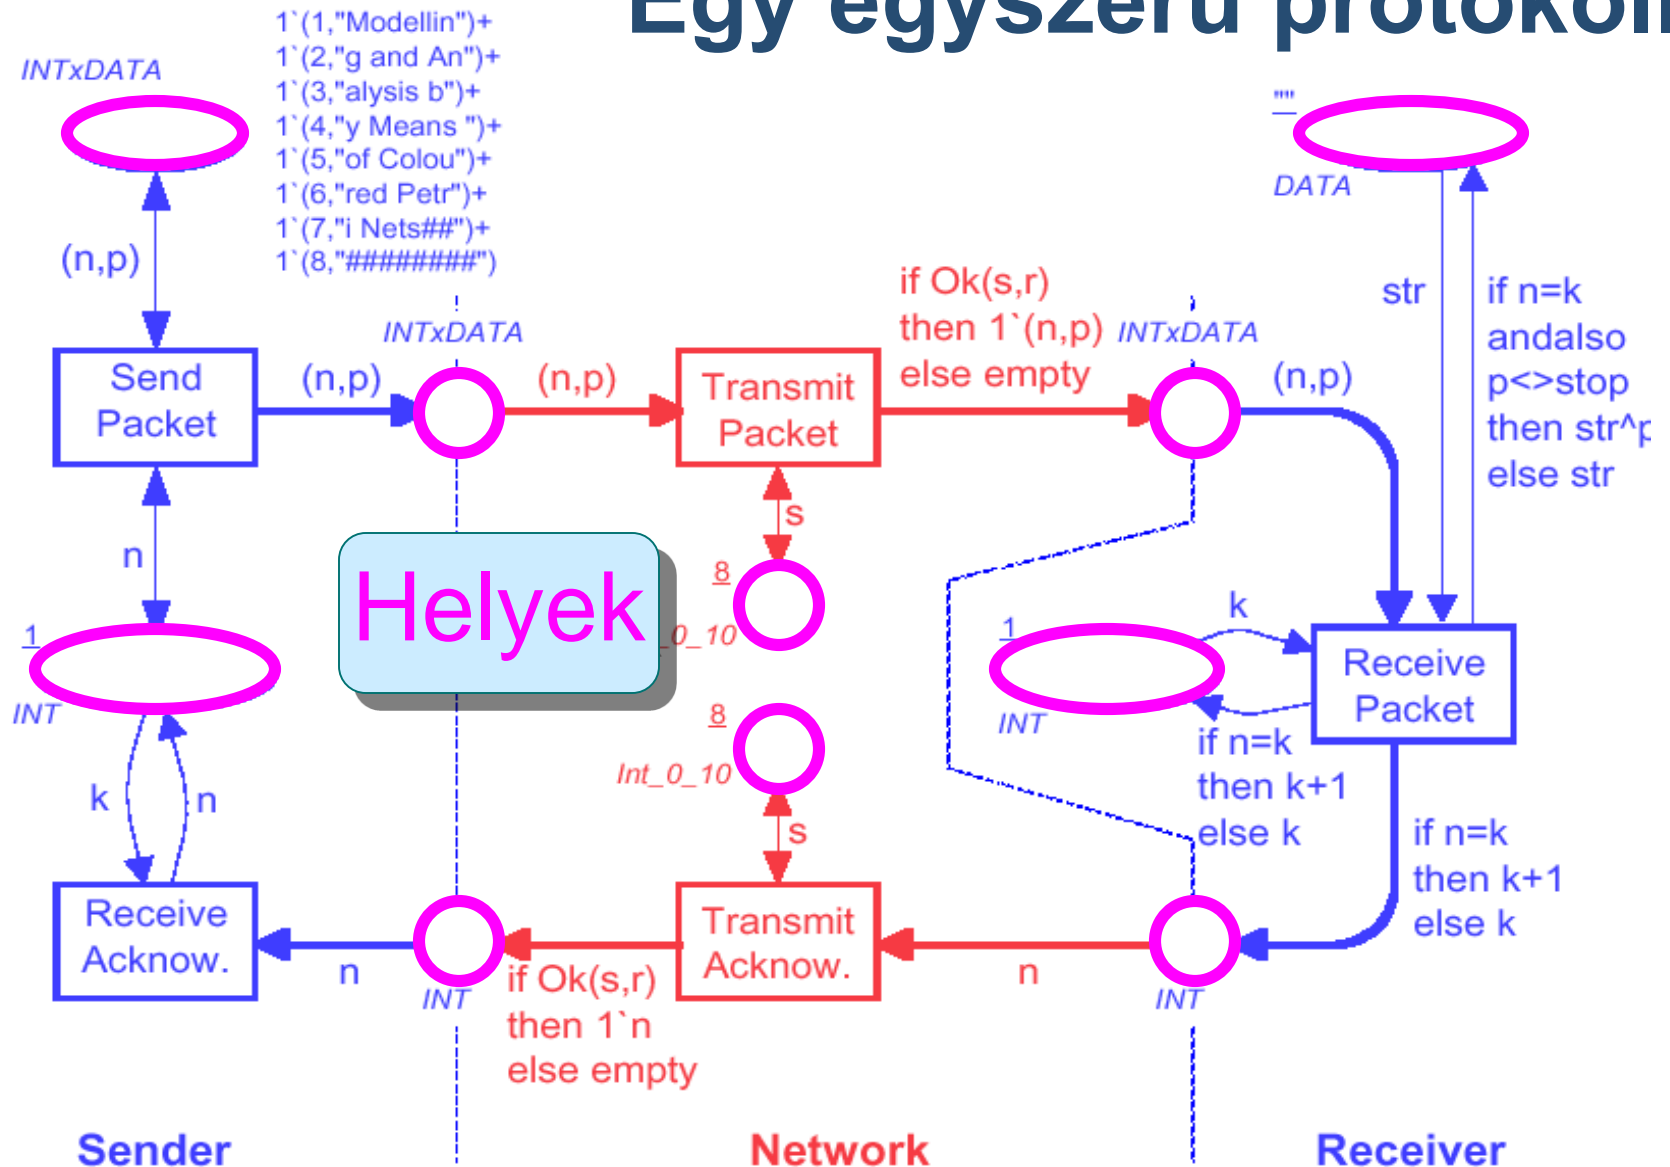 Egy egyszerű protokoll
INTxDATA
1`(1,"Modellin")+
1`(2,"g and An")+
1`(3,"alysis b")+
1`(4,"y Means ")+
1`(5,"of Colou")+
1`(6,"red Petr")+
1`(7,"i Nets##")+
1`(8,"########")
""
DATA
(n,p)
str
if n=k
andalso
p<>stop
then str^p
else str
Send
Packet
(n,p)
INTxDATA
(n,p)
Transmit
Packet
if Ok(s,r)
then 1`(n,p)
else empty
INTxDATA
(n,p)
n
s
Helyek
8
_0_10
1
INT
k
n
8
Int_0_10
s
1
INT
k
Receive
Packet
if n=k
then k+1
else k
if n=k
then k+1
else k
Receive
Acknow.
n
INT
if Ok(s,r)
then 1`n
else empty
Transmit
Acknow.
n
INT
Sender
Network
Receiver